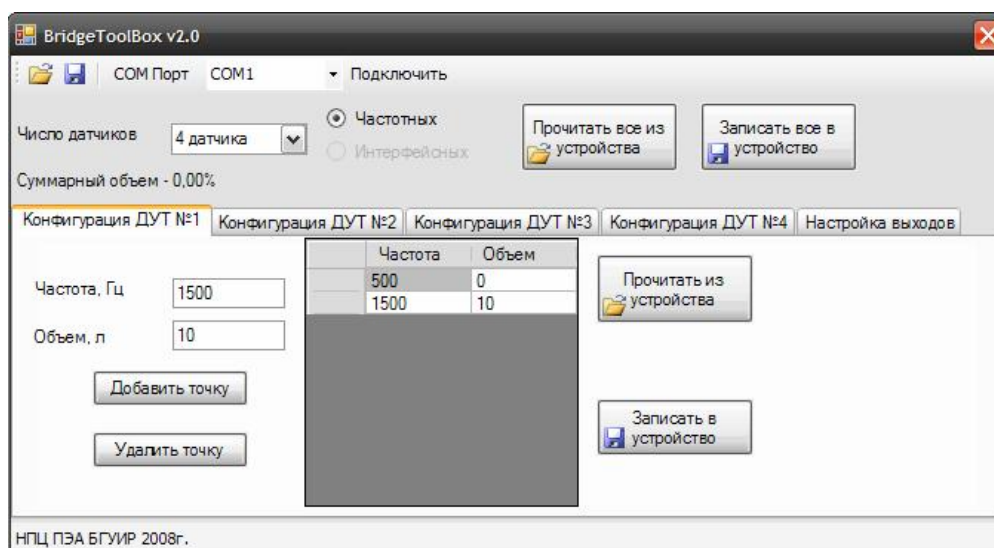 BridgeToolBox v2.0
COM Порт COM1 Подключить
Число датчиков 4 датчика
Частотных
Интерфейсных
Прочитать все из
устройства
Записать все в
устройство
Суммарный объем - 0,00%
Конфигурация ДУТ №1 Конфигурация ДУТ №2 Конфигурация ДУТ №3 Конфигурация ДУТ №4 Настройка выходов
Частота, Гц 1500
Объем, л 10
Добавить точку
Удалить точку
Частота Объем
500 0
1500 10
Прочитать из
устройства
Записать в
устройство
НПЦ ПЭА БГУИР 2008г.